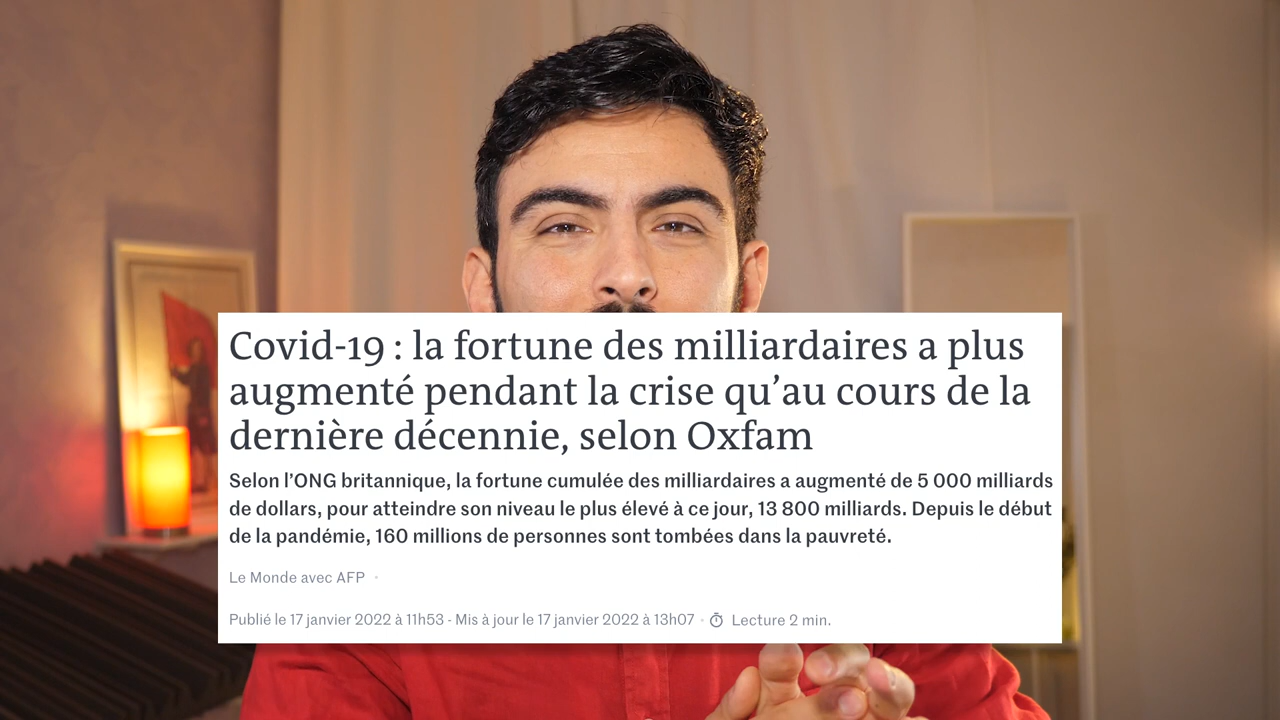 Covid-19 : la fortune des milliardaires a plus
augmenté pendant la crise qu’au cours de la
dernière décennie, selon Oxfam
Selon l’ONG britannique, la fortune cumulée des milliardaires a augmenté de 5 000 milliards
de dollars, pour atteindre son niveau le plus élevé à ce jour, 13 800 milliards. Depuis le début
de la pandémie, 160 millions de personnes sont tombées dans la pauvreté.
Le Monde avec AFP
Publié le 17 janvier 2022 à 11h53 - Mis à jour le 17 janvier 2022 à 13h07 · Lecture 2 min.